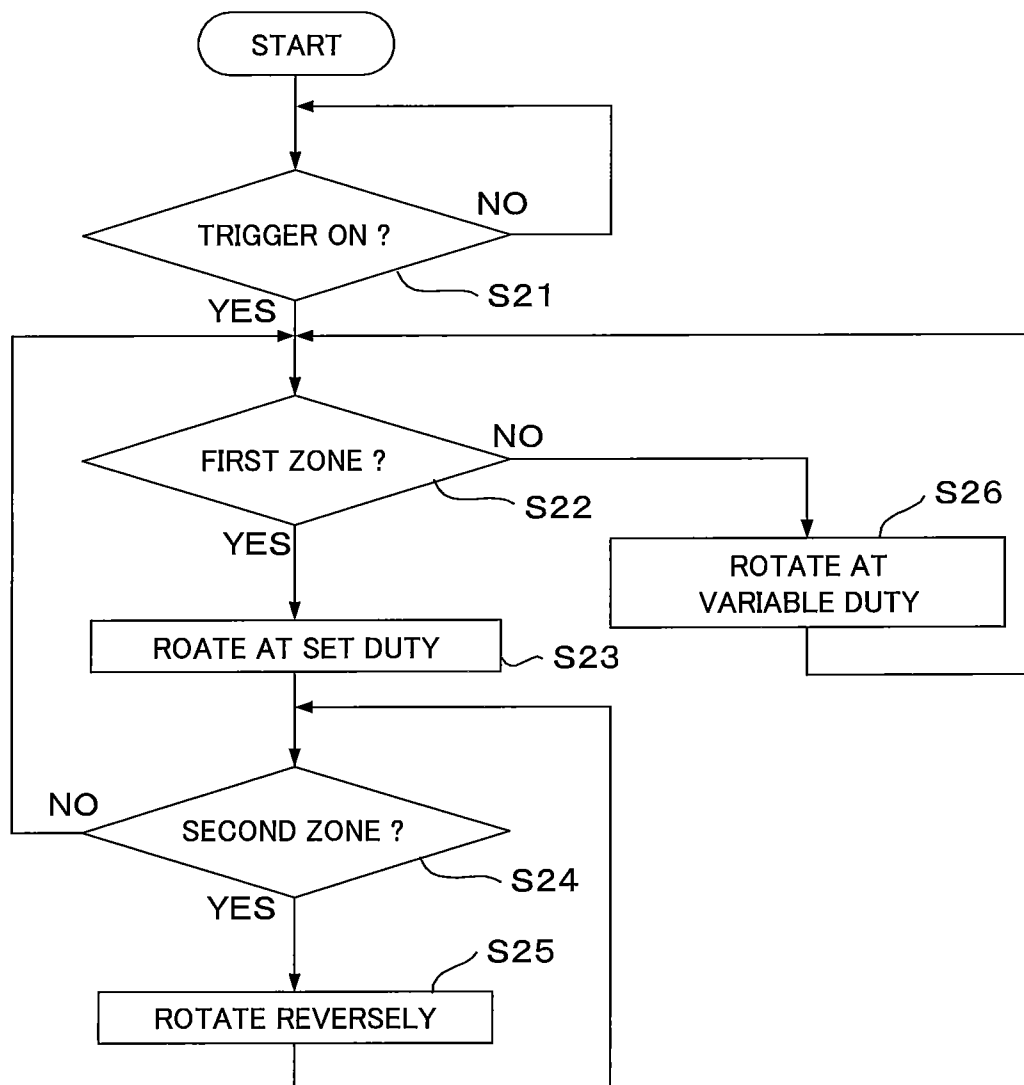 START
NO
TRIGGER ON ?
S21
YES
NO
FIRST ZONE ?
S22
YES
S26
ROTATE AT
VARIABLE DUTY
ROATE AT SET DUTY
S23
NO
SECOND ZONE ?
S24
YES
S25
ROTATE REVERSELY